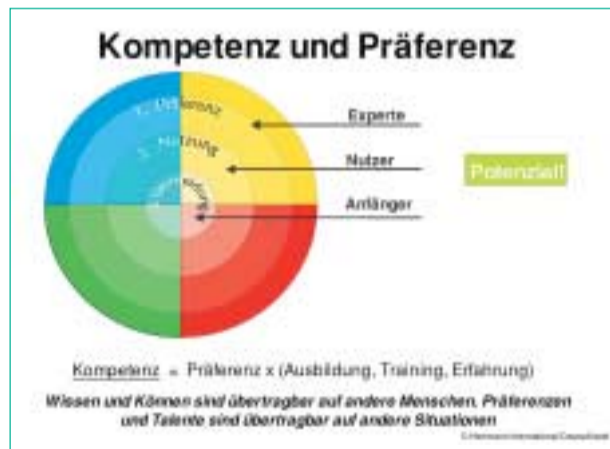 Kompetenz und Präferenz
Experte
Nutzer
Potenzial!
Anfänger
Kompetenz = Präferenz x (Ausbildung, Training, Erfahrung)
Wissen und Können sind übertragbar auf andere Menschen. Präferenzen
und Talente sind übertragbar auf andere Situationen